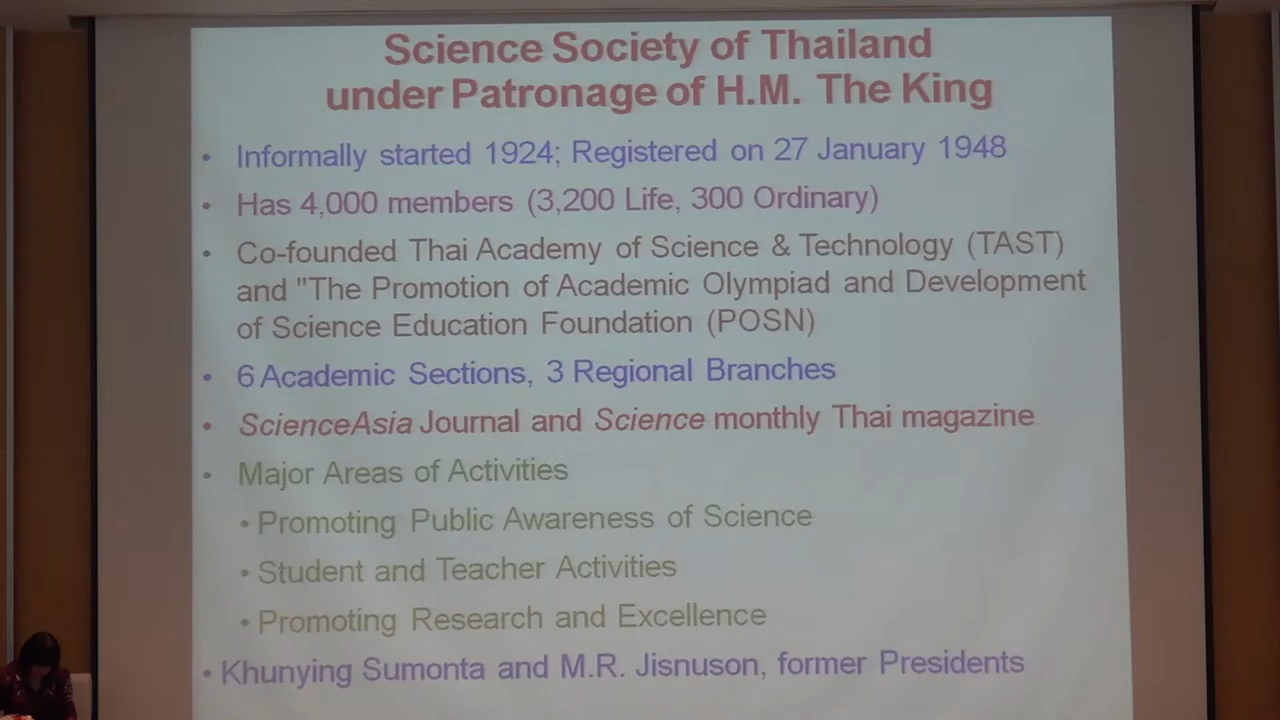 Science Society of Thailand
under Patronage of H.M. The King
• Informally started 1924; Registered on 27 January 1948
• Has 4,000 members (3,200 Life, 300 Ordinary)
• Co-founded Thai Academy of Science & Technology (TAST)
and "The Promotion of Academic Olympiad and Development
of Science Education Foundation (POSN)
• 6 Academic Sections, 3 Regional Branches
• ScienceAsia Journal and Science monthly Thai magazine
• Major Areas of Activities
• Promoting Public Awareness of Science
• Student and Teacher Activities
• Promoting Research and Excellence
• Khunying Sumonta and M.R. Jisnuson, former Presidents